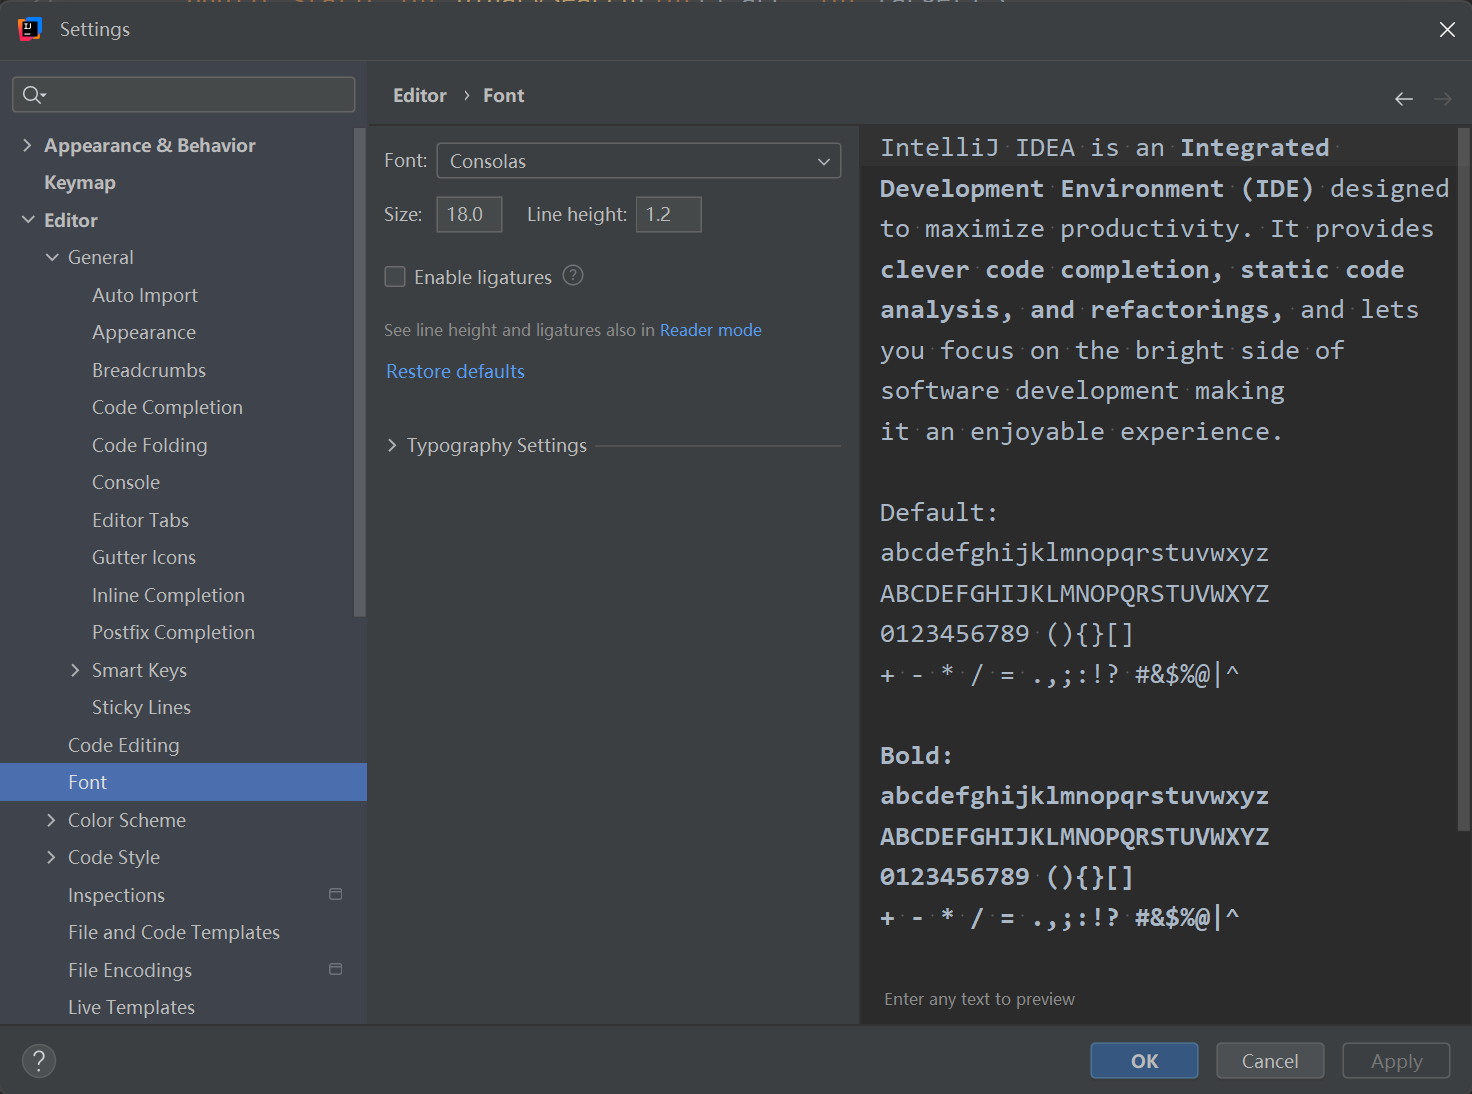 Settings
Appearance & Behavior
Keymap
Editor
General
Auto Import
Appearance
Breadcrumbs
Code Completion
Code Folding
Console
Editor Tabs
Gutter Icons
Inline Completion
Postfix Completion
Smart Keys
Sticky Lines
Code Editing
Font
Color Scheme
Code Style
Inspections
File and Code Templates
File Encodings
Live Templates
Editor › Font
Font: Consolas
Size: 18.0 Line height: 1.2
Enable ligatures ?
See line height and ligatures also in Reader mode
Restore defaults
Typography Settings
IntelliJ IDEA is an Integrated
Development Environment (IDE) designed
to maximize productivity. It provides
clever code completion, static code
analysis, and refactorings, and lets
you focus on the bright side of
software development making
it an enjoyable experience.
Default:
abcdefghijklmnopqrstuvwxyz
ABCDEFGHIJKLMNOPQRSTUVWXYZ
0123456789 (){}[]
+ - * / = .,;:!? #&$%@|^
Bold:
abcdefghijklmnopqrstuvwxyz
ABCDEFGHIJKLMNOPQRSTUVWXYZ
0123456789 (){}[]
+ - * / = .,;:!? #&$%@|^
Enter any text to preview
?
OK Cancel Apply